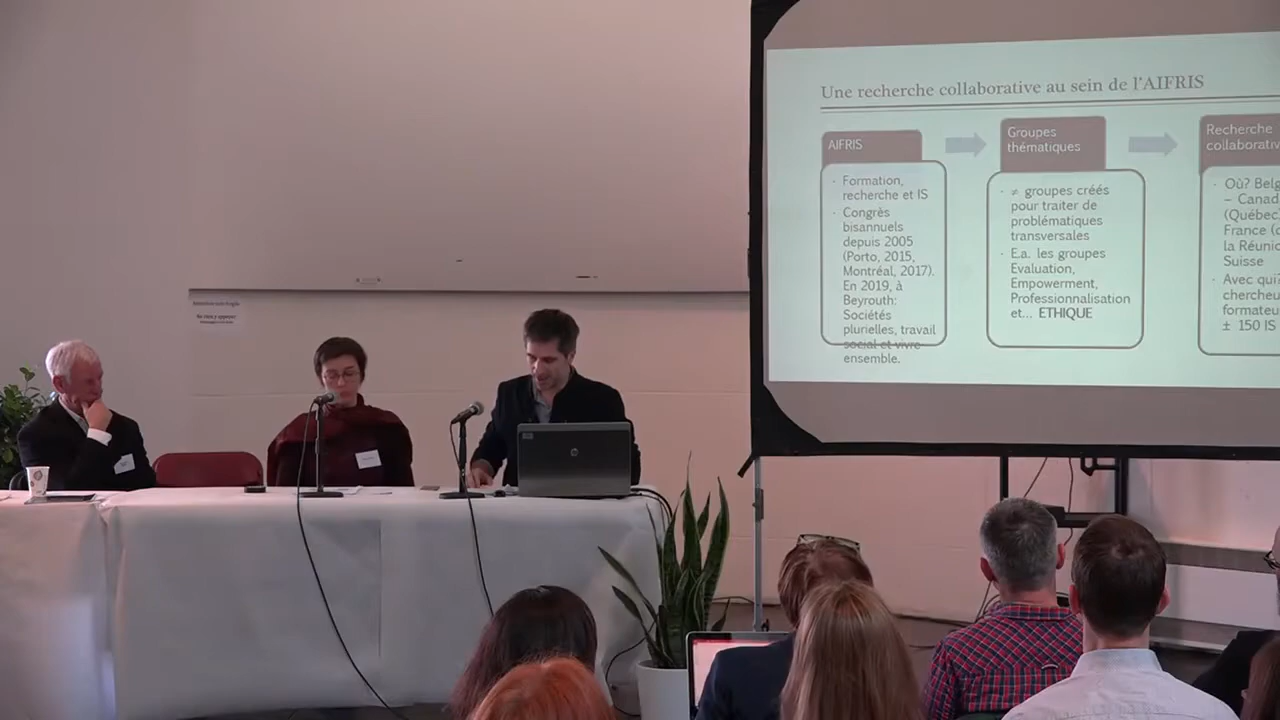 Une recherche collaborative au sein de l'AIFRIS
AIFRIS
· Formation,
recherche et IS
· Congrès
bisannuels
depuis 2005
(Porto, 2015,
Montréal, 2017).
En 2019, à
Beyrouth:
Sociétés
plurielles, travail
social et vivre
ensemble.
Groupes
thématiques
· ≠ groupes créés
pour traiter de
problématiques
transversales
· E.a. les groupes
Evaluation,
Empowerment,
Professionnalisation
et... ETHIQUE
Recherche
collaborativ
· Où? Belg
– Canad
(Québec,
France (
la Réuni
Suisse
· Avec qui?
chercheu
formateu
± 150 IS
hp